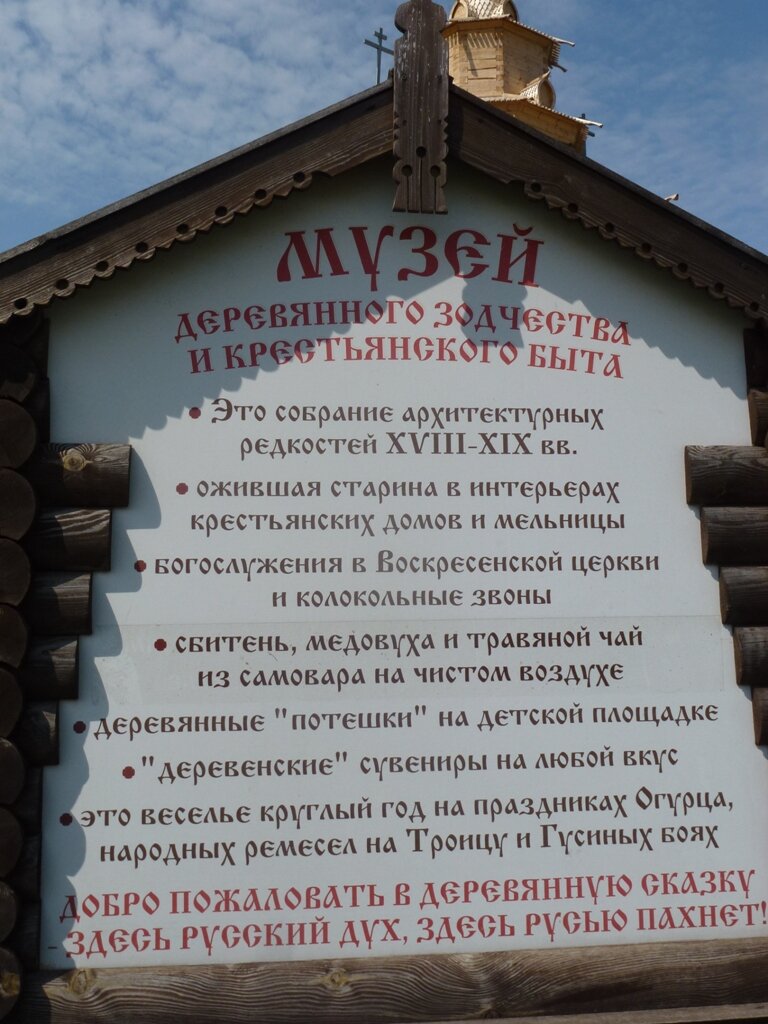 МУЗЕЙ
ДЕРЕВЯННОГО ЗОДЧЕСТВА
И КРЕСТЬЯНСКОГО БЫТА
• Это собрание архитектурных
редкостей XVIII-XIX вв.
• ожившая старина в интерьерах
крестьянских домов и мельницы
• богослужения в Воскресенской церкви
и колокольные звоны
• сбитень, медовуха и травяной чай
из самовара на чистом воздухе
• деревянные "потешки" на детской площадке
• "деревенские" сувениры на любой вкус
• это веселье круглый год на праздниках Огурца,
народных ремесел на Троицу и Гусиных боях
ДОБРО ПОЖАЛОВАТЬ В ДЕРЕВЯННУЮ СКАЗКУ
- ЗДЕСЬ РУССКИЙ ДУХ, ЗДЕСЬ РУСЬЮ ПАХНЕТ!